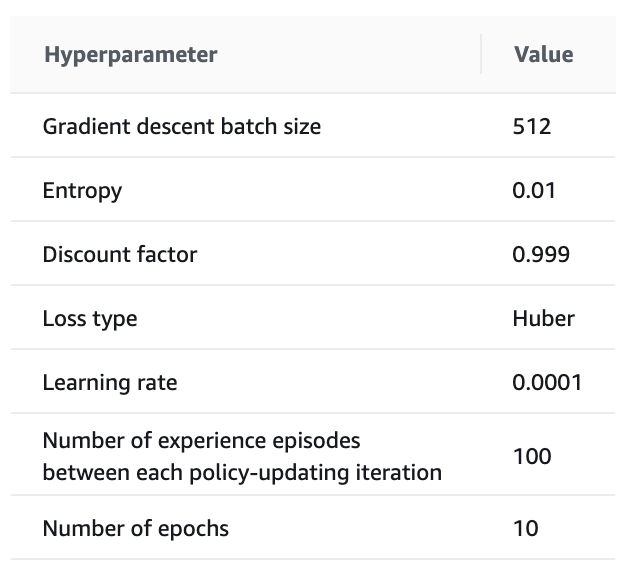 Hyperparameter Value
Gradient descent batch size 512
Entropy 0.01
Discount factor 0.999
Loss type Huber
Learning rate 0.0001
Number of experience episodes
between each policy-updating iteration 100
Number of epochs 10